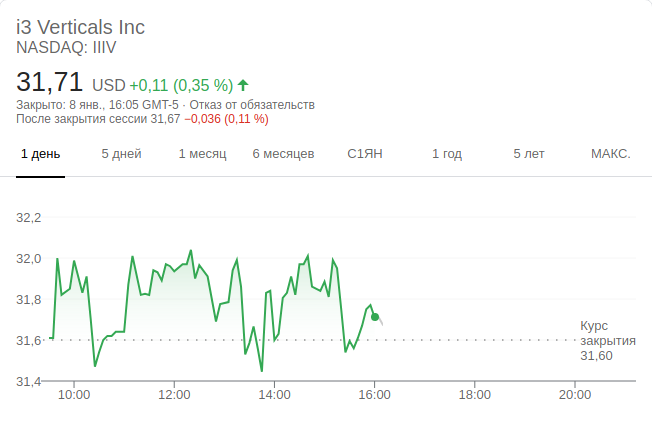 i3 Verticals Inc
NASDAQ: IIIV
31,71 USD +0,11 (0,35 %)
Закрыто: 8 янв., 16:05 GMT-5 · Отказ от обязательств
После закрытия сессии 31,67 −0,036 (0,11 %)
1 день 5 дней 1 месяц 6 месяцев С1ЯН 1 год 5 лет МАКС.
32,2
32,0
31,8
31,6
31,4
Курс
закрытия
31,60
10:00 12:00 14:00 16:00 18:00 20:00